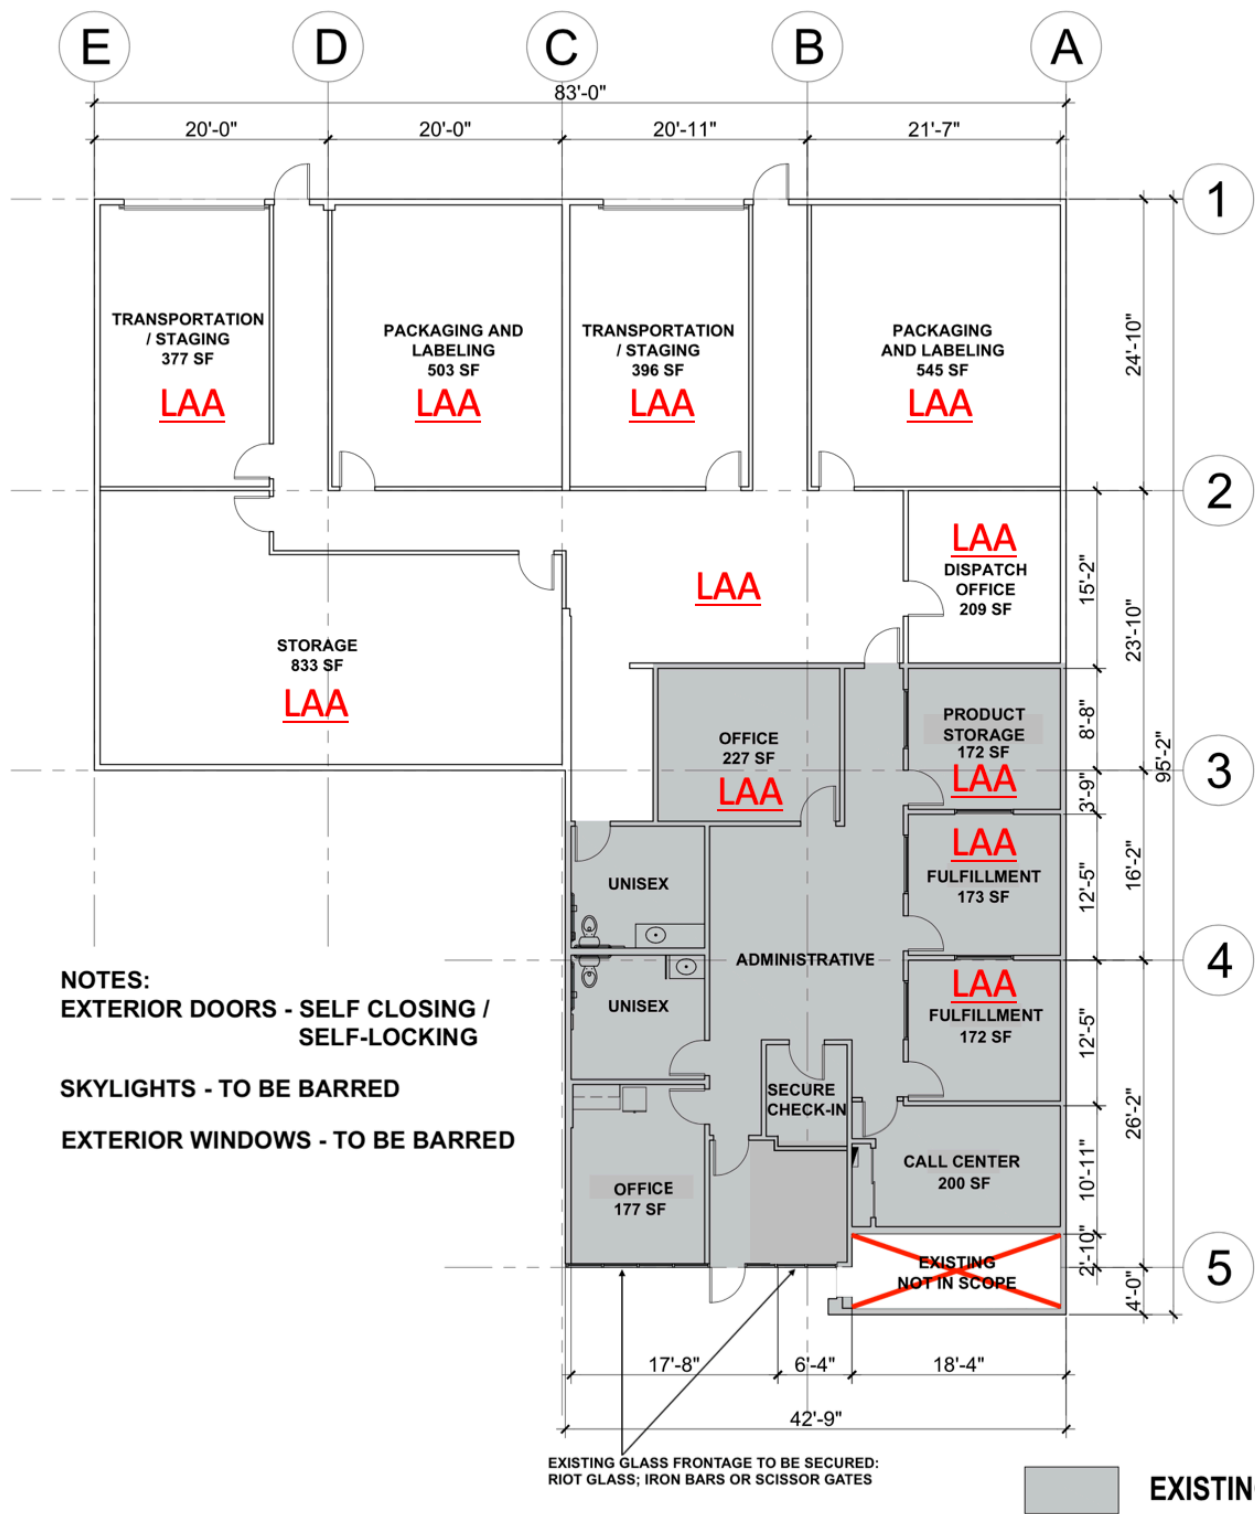 E D C B A
83'-0"
20'-0" 20'-0" 20'-11" 21'-7"
1
TRANSPORTATION
/ STAGING
377 SF
LAA
PACKAGING AND
LABELING
503 SF
LAA
TRANSPORTATION
/ STAGING
396 SF
LAA
PACKAGING
AND LABELING
545 SF
LAA
24'-10"
2
LAA
DISPATCH
OFFICE
209 SF
LAA
15'-2"
23'-10"
STORAGE
833 SF
LAA
OFFICE
227 SF
LAA
PRODUCT
STORAGE
172 SF
LAA
8'-8"
95'-2"
3
3'-9"
LAA
FULFILLMENT
173 SF
12'-5"
16'-2"
UNISEX
ADMINISTRATIVE
4
LAA
FULFILLMENT
172 SF
12'-5"
UNISEX
NOTES:
EXTERIOR DOORS - SELF CLOSING /
SELF-LOCKING
SKYLIGHTS - TO BE BARRED
EXTERIOR WINDOWS - TO BE BARRED
SECURE
CHECK-IN
26'-2"
CALL CENTER
200 SF
10'-11"
OFFICE
177 SF
EXISTING
NOT IN SCOPE
2'-10"
5
4'-0"
17'-8" 6'-4" 18'-4"
42'-9"
EXISTING GLASS FRONTAGE TO BE SECURED:
RIOT GLASS; IRON BARS OR SCISSOR GATES
EXISTIN